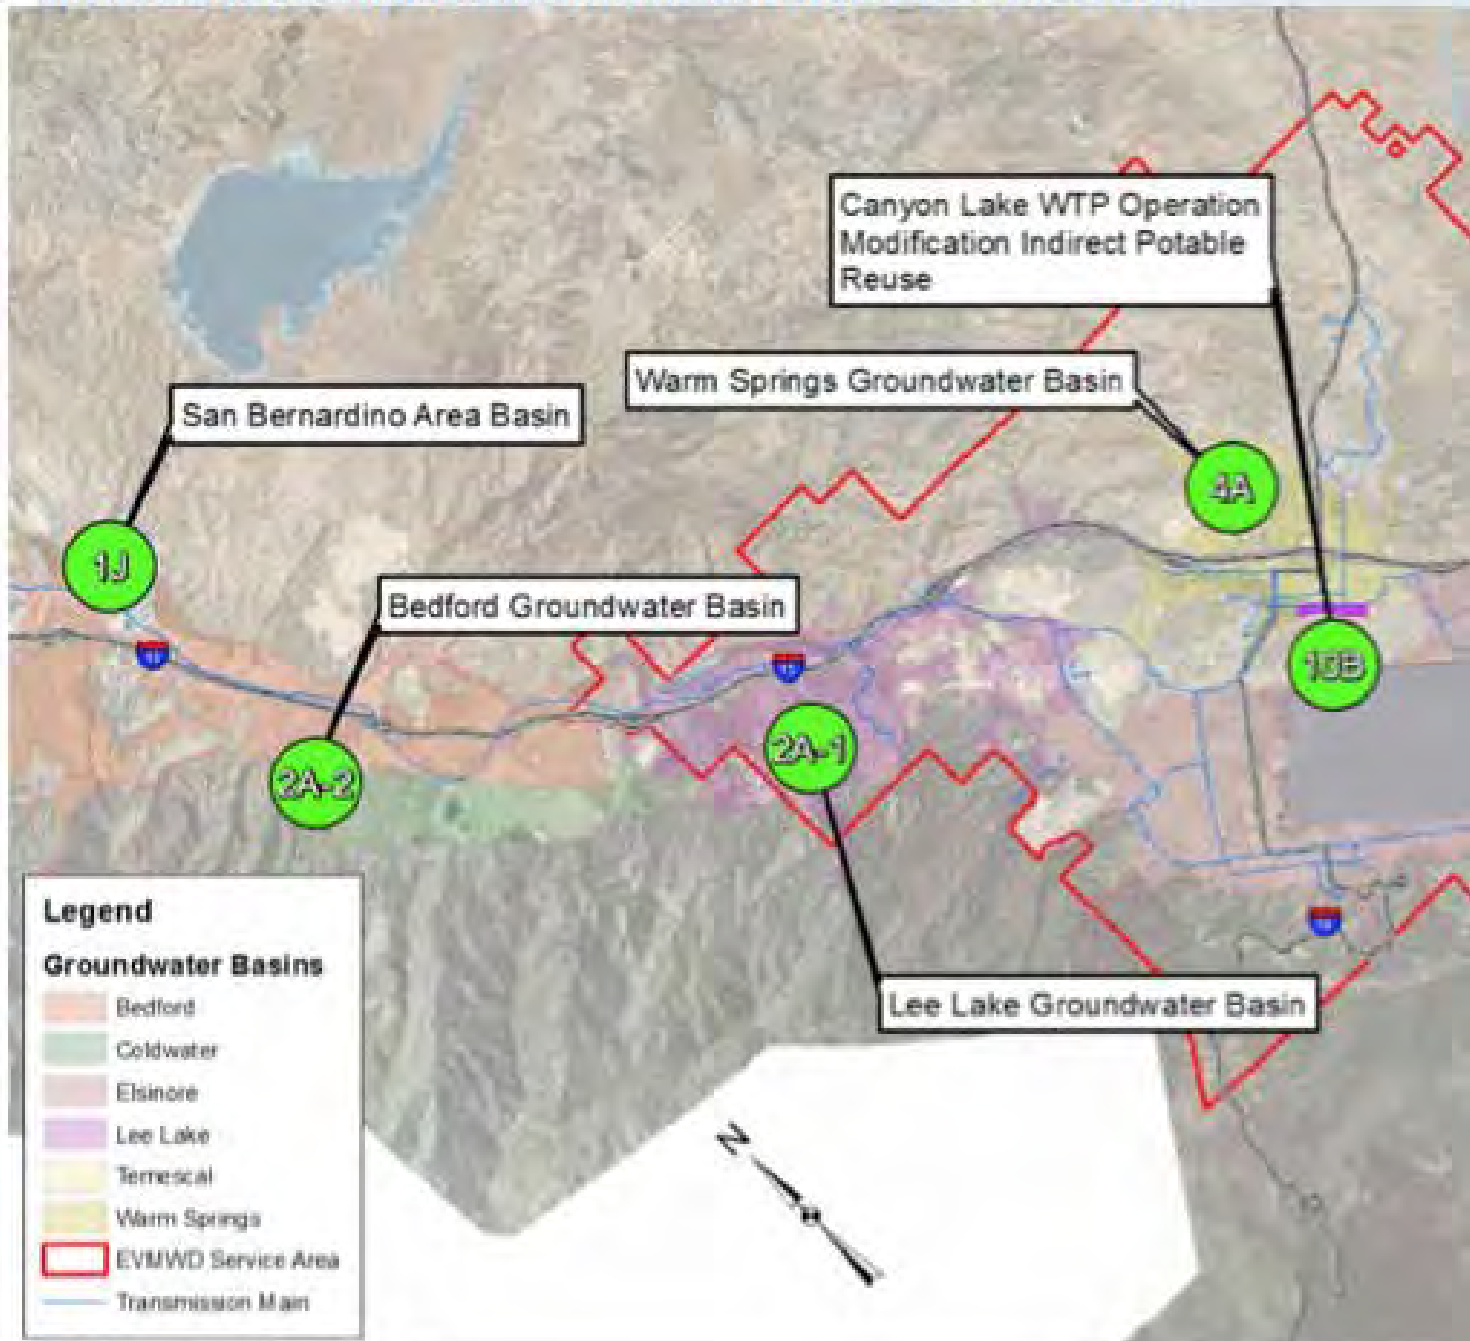 Canyon Lake WTP Operation
Modification Indirect Potable
Reuse
Warm Springs Groundwater Basin
San Bernardino Area Basin
4A
1J
Bedford Groundwater Basin
10B
2A-1
2A-2
Legend
Groundwater Basins
Bedford
Coldwater
Elsinore
Lee Lake
Temescal
Warm Springs
EVMWD Service Area
Transmission Main
Lee Lake Groundwater Basin
N